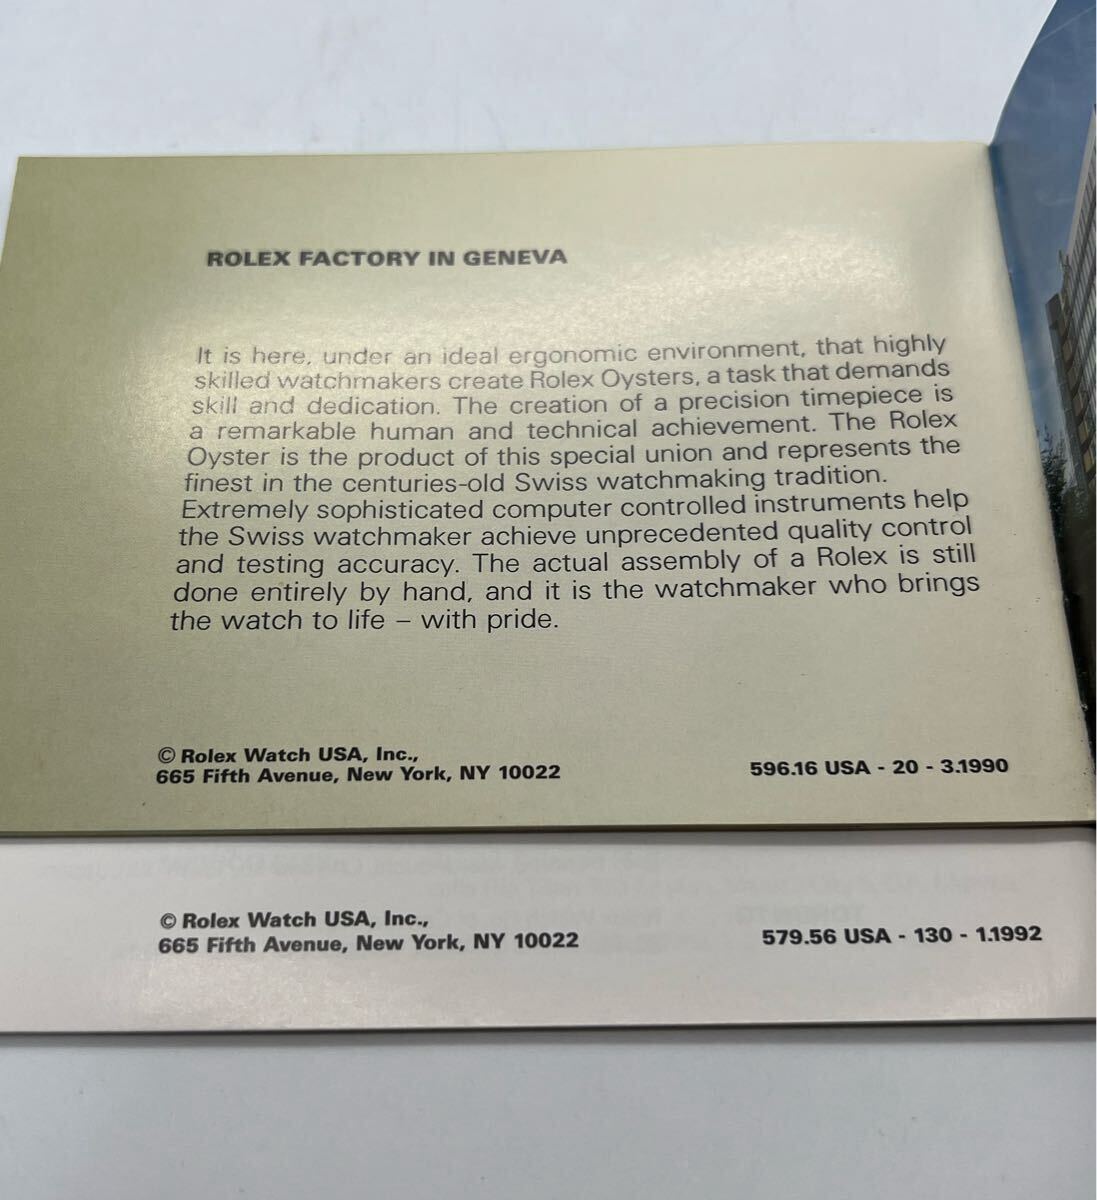 ROLEX FACTORY IN GENEVA
It is here, under an ideal ergonomic environment, that highly
skilled watchmakers create Rolex Oysters, a task that demands
skill and dedication. The creation of a precision timepiece is
a remarkable human and technical achievement. The Rolex
Oyster is the product of this special union and represents the
finest in the centuries-old Swiss watchmaking tradition.
Extremely sophisticated computer controlled instruments help
the Swiss watchmaker achieve unprecedented quality control
and testing accuracy. The actual assembly of a Rolex is still
done entirely by hand, and it is the watchmaker who brings
the watch to life – with pride.
© Rolex Watch USA, Inc.,
665 Fifth Avenue, New York, NY 10022
596.16 USA - 20 - 3.1990
© Rolex Watch USA, Inc.,
665 Fifth Avenue, New York, NY 10022
579.56 USA - 130 - 1.1992